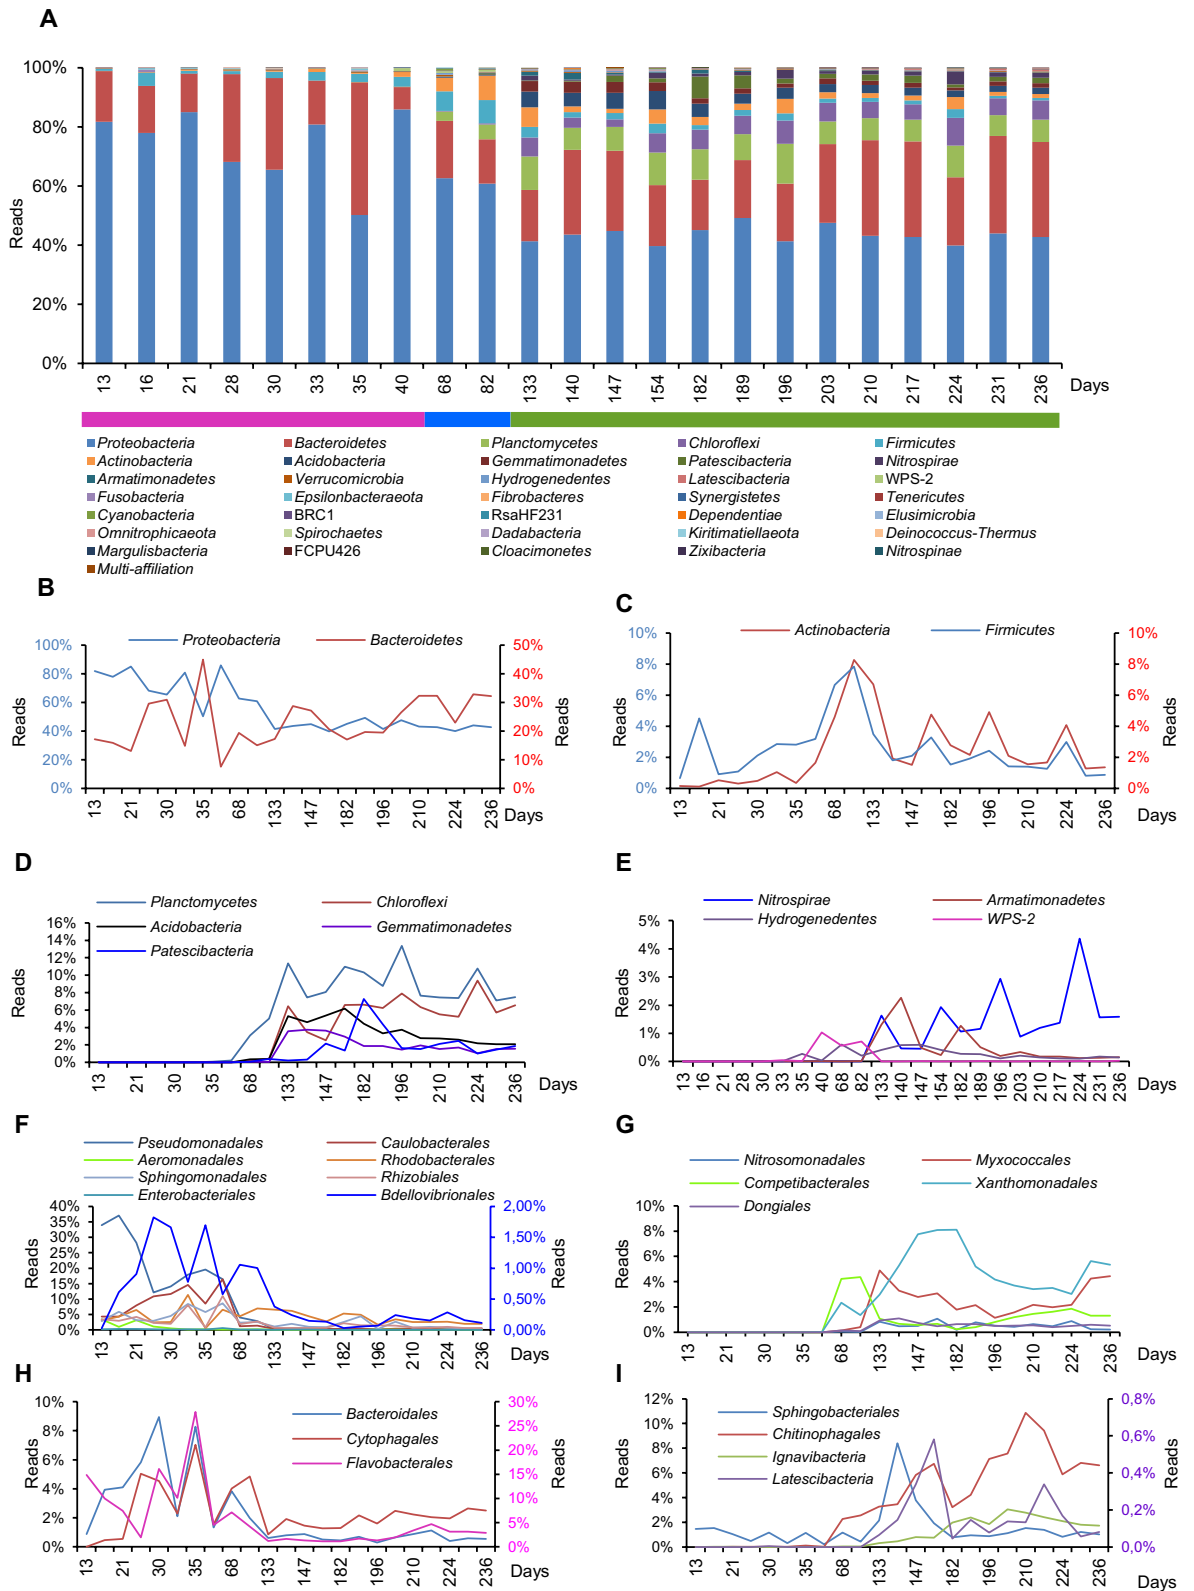 A
100%
80%
60%
40%
20%
0%
Reads
13 16 21 28 30 33 35 40 68 82 133 140 147 154 182 189 196 203 210 217 224 231 236 Days
Proteobacteria Bacteroidetes Planctomycetes Chloroflexi Firmicutes
Actinobacteria Acidobacteria Gemmatimonadetes Patescibacteria Nitrospirae
Armatimonadetes Verrucomicrobia Hydrogenedentes Latescibacteria WPS-2
Fusobacteria Epsilonbacteraeota Fibrobacteres Synergistetes Tenericutes
Cyanobacteria BRC1 RsaHF231 Dependentiae Elusimicrobia
Omnitrophicaeota Spirochaetes Dadabacteria Kiritimatiellaeota Deinococcus-Thermus
Margulisbacteria FCPU426 Cloacimonetes Zixibacteria Nitrospinae
Multi-affiliation
B
Proteobacteria Bacteroidetes
100% 50%
80% 40%
60% 30%
40% 20%
20% 10%
0% 0%
Reads Reads
13 21 30 35 68 133 147 182 196 210 224 236 Days
C
Actinobacteria Firmicutes
10% 10%
8% 8%
6% 6%
4% 4%
2% 2%
0% 0%
Reads Reads
13 21 30 35 68 133 147 182 196 210 224 236 Days
D
Planctomycetes Chloroflexi
Acidobacteria Gemmatimonadetes
Patescibacteria
16%
14%
12%
10%
8%
6%
4%
2%
0%
Reads
13 21 30 35 68 133 147 182 196 210 224 236 Days
E
Nitrospirae Armatimonadetes
Hydrogenedentes WPS-2
5%
4%
3%
2%
1%
0%
Reads
13 16 21 28 30 33 35 40 68 82 133 140 147 154 182 189 196 203 210 217 224 231 236 Days
F
Pseudomonadales Caulobacterales
Aeromonadales Rhodobacterales
Sphingomonadales Rhizobiales
Enterobacteriales Bdellovibrionales
40% 2,00%
35%
30% 1,50%
25%
20% 1,00%
15%
10% 0,50%
5%
0% 0,00%
Reads Reads
13 21 30 35 68 133 147 182 196 210 224 236 Days
G
Nitrosomonadales Myxococcales
Competibacterales Xanthomonadales
Dongiales
10%
8%
6%
4%
2%
0%
Reads
13 21 30 35 68 133 147 182 196 210 224 236 Days
H
Bacteroidales
Cytophagales
Flavobacterales
10% 30%
8% 25%
6% 20%
4% 15%
2% 10%
0% 5%
0%
Reads Reads
13 21 30 35 68 133 147 182 196 210 224 236 Days
I
Sphingobacteriales
Chitinophagales
Ignavibacteria
Latescibacteria
12% 0,8%
10%
8% 0,6%
6% 0,4%
4%
2% 0,2%
0% 0,0%
Reads Reads
13 21 30 35 68 133 147 182 196 210 224 236 Days